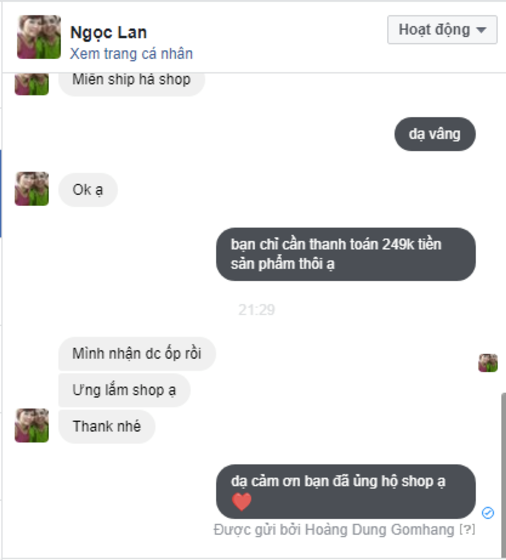 Ngọc Lan
Xem trang cá nhân
Hoạt động
Miên ship hả shop
dạ vâng
Ok ạ
bạn chỉ cần thanh toán 249k tiền
sản phẩm thôi ạ
21:29
Mình nhận dc ốp rồi
Ưng lắm shop ạ
Thank nhé
dạ cảm ơn bạn đã ủng hộ shop ạ
Được gửi bởi Hoàng Dung Gomhang [?]